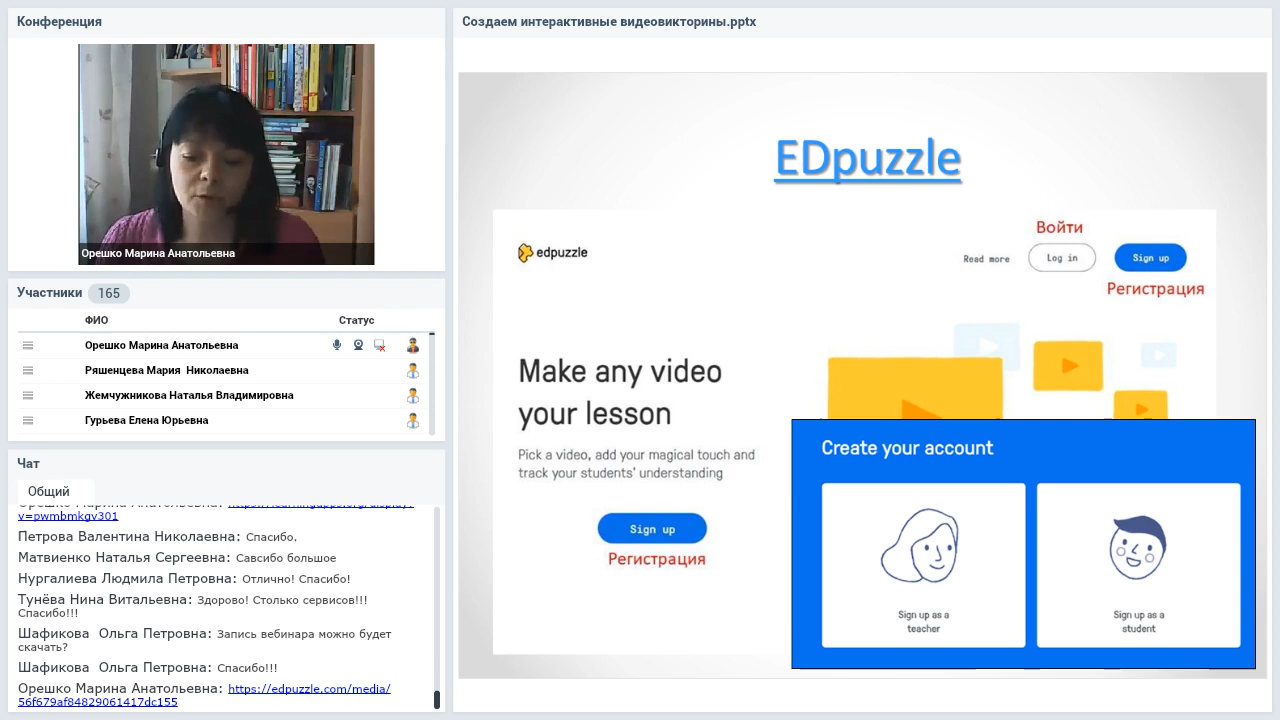 Конференция
Орешко Марина Анатольевна
Участники 165
ФИО Статус
Орешко Марина Анатольевна
Ряшенцева Мария Николаевна
Жемчужникова Наталья Владимировна
Гурьева Елена Юрьевна
Чат
Общий
v=pwmbmkgv301
Петрова Валентина Николаевна: Спасибо.
Матвиенко Наталья Сергеевна: Савсибо большое
Нургалиева Людмила Петровна: Отлично! Спасибо!
Тунёва Нина Витальевна: Здорово! Столько сервисов!!!
Спасибо!!!
Шафикова Ольга Петровна: Запись вебинара можно будет
скачать?
Шафикова Ольга Петровна: Спасибо!!!
Орешко Марина Анатольевна: https://edpuzzle.com/media/
56f679af84829061417dc155
Создаем интерактивные видеовикторины.pptx
EDpuzzle
edpuzzle
Войти
Read more Log in Sign up
Регистрация
Make any video
your lesson
Pick a video, add your magical touch and
track your students' understanding
Sign up
Регистрация
Create your account
Sign up as a
teacher
Sign up as a
student